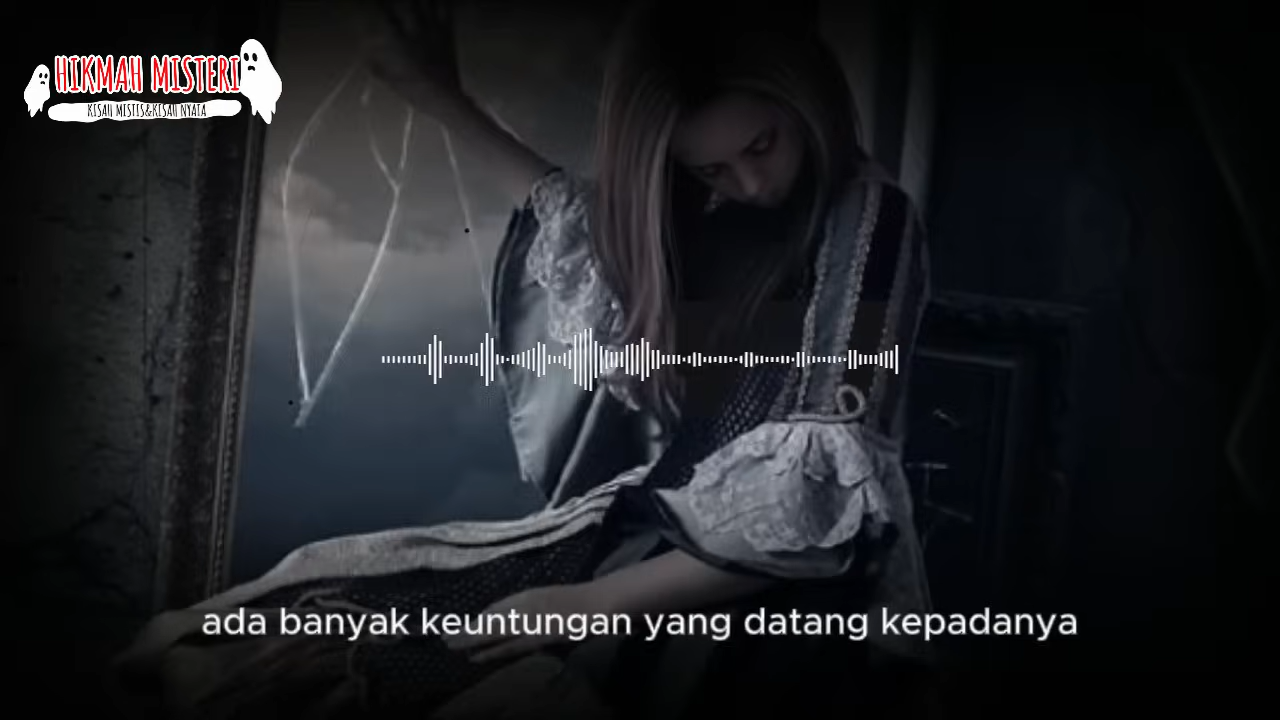 HIKMAH MISTERI
KISAH MISTIS&KISAH NYATA
ada banyak keuntungan yang datang kepadanya